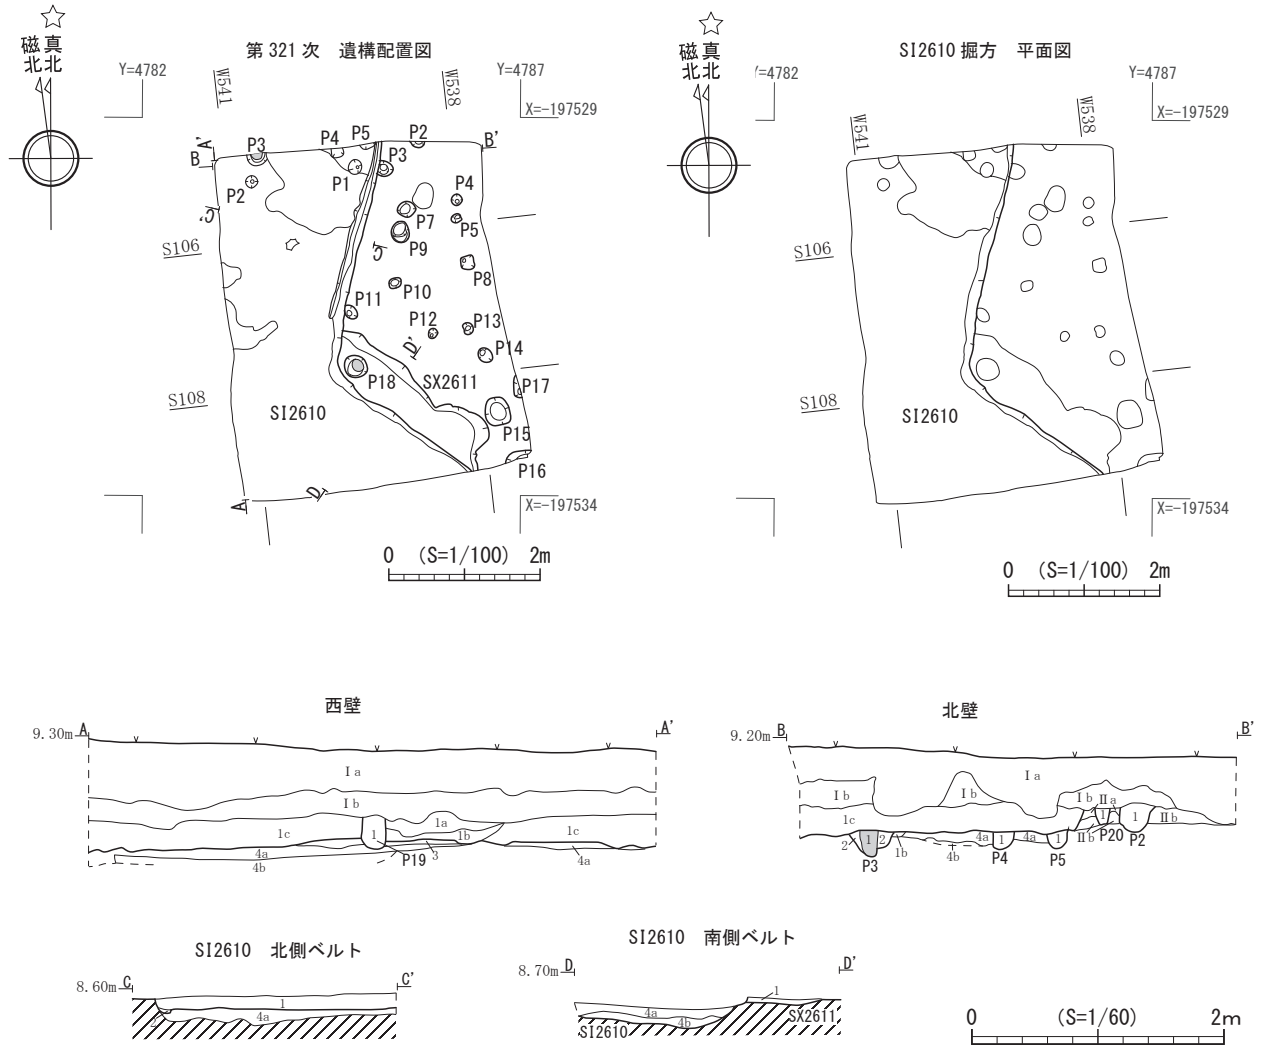 真北
磁北
第321次 遺構配置図
Y=4782
Y=4787
X=-197529
W541
W538
A'
B
P3
P4
P5
P2
B'
P3
P1
P2
C'
P4
P7
P5
P9
C
S106
P8
P10
P11
P12
P13
D'
P14
P18
SX2611
P17
S108
SI2610
P15
P16
A
D
X=-197534
0 (S=1/100) 2m
真北
磁北
SI2610 掘方 平面図
Y=4782
Y=4787
X=-197529
W541
W538
S106
S108
SI2610
X=-197534
0 (S=1/100) 2m
西壁
9.30m A
A'
Ⅰa
Ⅰb
1a
1c
1
1b
1c
4a
P19
3
4a
4b
北壁
9.20m B
B'
Ⅰa
Ⅰb
Ⅰb
Ⅰb
Ⅱa
1c
1
1
Ⅱb
P20
P2
2
1
2
1b
4b
4a
1
4a
1
Ⅱb
P3
P4
P5
SI2610 北側ベルト
8.60m C
C'
1
2
4a
SI2610 南側ベルト
8.70m D
D'
1
4a
4b
SI2610
SX2611
0 (S=1/60) 2m